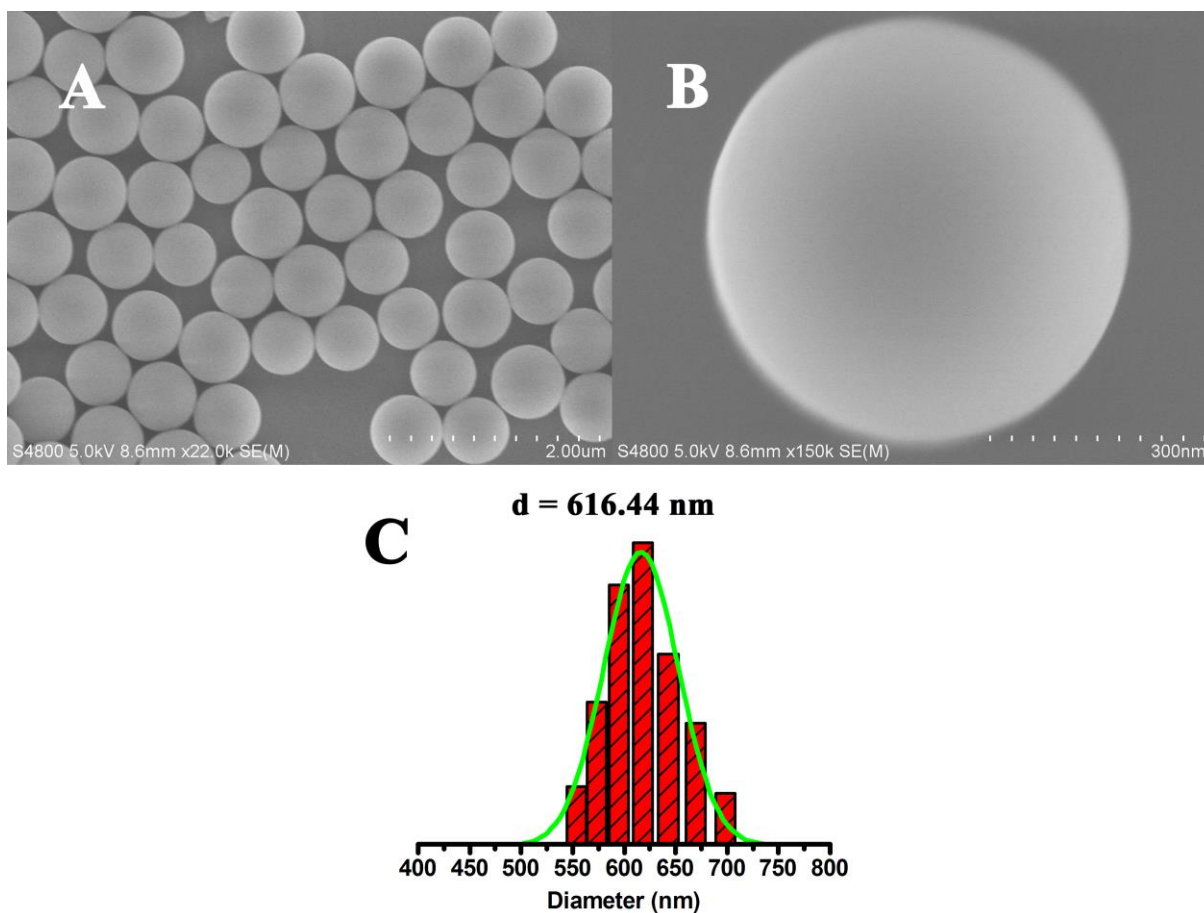 A
B
S4800 5.0kV 8.6mm x22.0k SE(M)
2.00um
S4800 5.0kV 8.6mm x150k SE(M)
300nm
d = 616.44 nm
C
400 450 500 550 600 650 700 750 800
Diameter (nm)